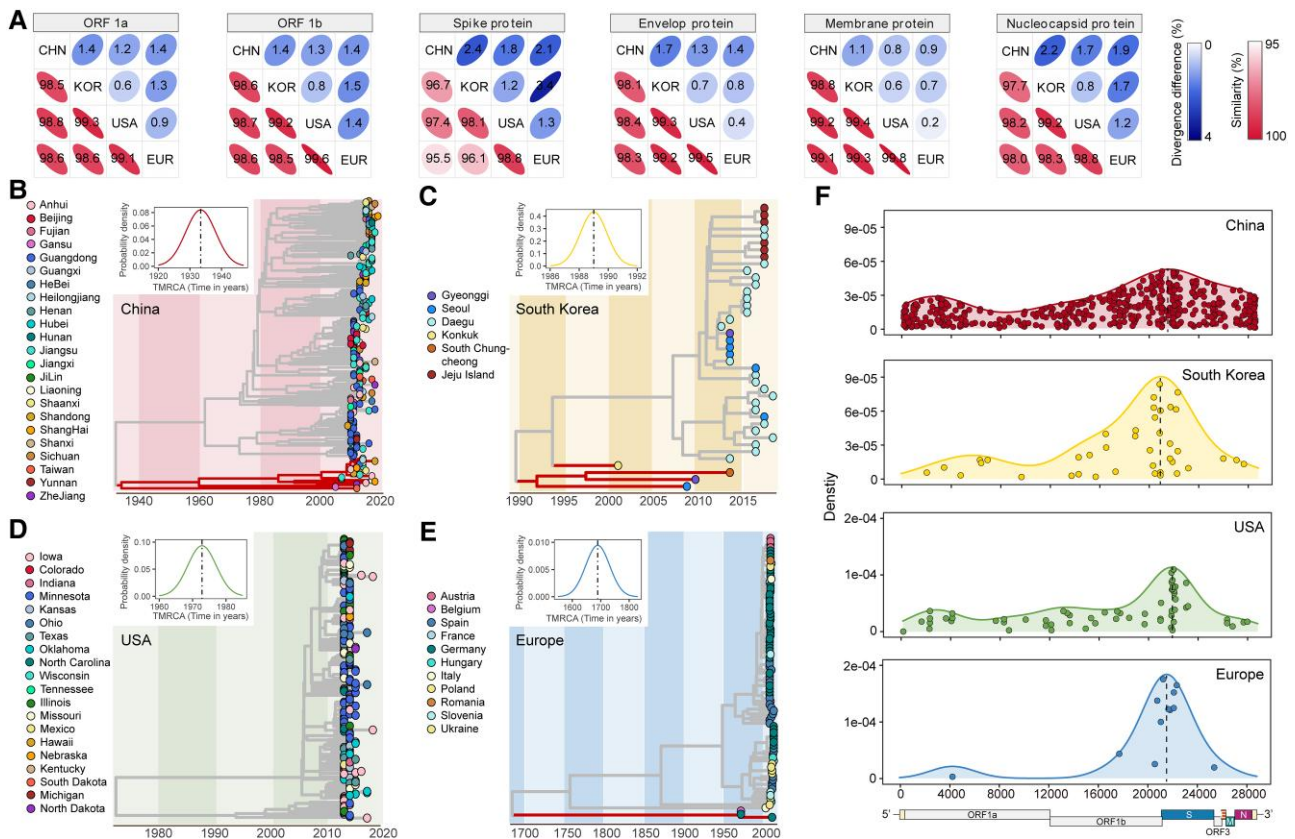 A
ORF 1a
CHN 1.4 1.2 1.4
98.5 KOR 0.6 1.3
98.8 99.3 USA 0.9
98.6 98.6 99.1 EUR
ORF 1b
CHN 1.4 1.3 1.4
98.6 KOR 0.8 1.5
98.7 99.2 USA 1.4
98.6 98.5 99.6 EUR
Spike protein
CHN 2.4 1.8 2.1
96.7 KOR 1.2 3.4
97.4 98.1 USA 1.3
95.5 96.1 98.8 EUR
Envelop protein
CHN 1.7 1.3 1.4
98.1 KOR 0.7 0.8
98.4 99.3 USA 0.4
98.3 99.2 99.5 EUR
Membrane protein
CHN 1.1 0.8 0.9
98.8 KOR 0.6 0.7
99.2 99.4 USA 0.2
99.1 99.3 99.8 EUR
Nucleocapsid protein
CHN 2.2 1.7 1.9
97.7 KOR 0.8 1.7
98.2 99.2 USA 1.2
98.0 98.3 98.8 EUR
Divergence difference (%)
0
4
Similarity (%)
95
100
B
Anhui
Beijing
Fujian
Gansu
Guangdong
Guangxi
HeBei
Heilongjiang
Henan
Hubei
Hunan
Jiangsu
Jiangxi
JiLin
Liaoning
Shaanxi
Shandong
ShangHai
Shanxi
Sichuan
Taiwan
Yunnan
ZheJiang
Probability density
0.08
0.06
0.04
0.02
0.00
1920 1930 1940
TMRCA (Time in years)
China
1940 1960 1980 2000 2020
C
Gyeonggi
Seoul
Daegu
Konkuk
South Chung-
cheong
Jeju Island
Probability density
0.4
0.3
0.2
0.1
0.0
1986 1988 1990 1992
TMRCA (Time in years)
South Korea
1990 1995 2000 2005 2010 2015
D
Iowa
Colorado
Indiana
Minnesota
Kansas
Ohio
Texas
Oklahoma
North Carolina
Wisconsin
Tennessee
Illinois
Missouri
Mexico
Hawaii
Nebraska
Kentucky
South Dakota
Michigan
North Dakota
Probability density
0.10
0.05
0.00
1960 1970 1980
TMRCA (Time in years)
USA
1980 1990 2000 2010 2020
E
Austria
Belgium
Spain
France
Germany
Hungary
Italy
Poland
Romania
Slovenia
Ukraine
Probability density
0.010
0.005
0.000
1600 1700 1800
TMRCA (Time in years)
Europe
1700 1750 1800 1850 1900 1950 2000
F
Density
China
9e-05
6e-05
3e-05
0
South Korea
9e-05
6e-05
3e-05
0
USA
2e-04
1e-04
0
Europe
2e-04
1e-04
0
0 4000 8000 12000 16000 20000 24000 28000
5' ORF1a ORF1b S ORF3 M N 3'